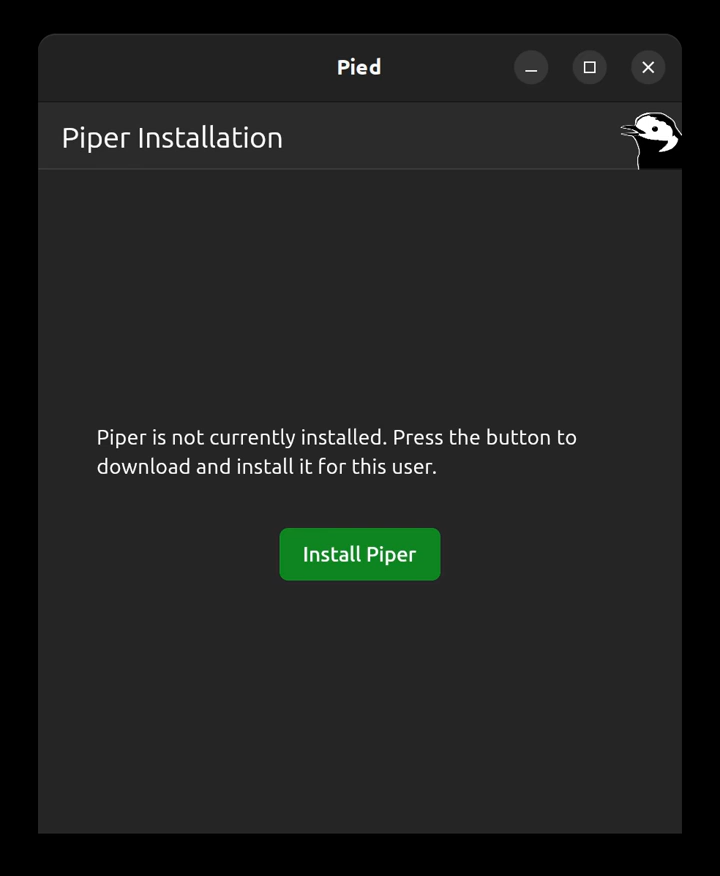 Pied
Piper Installation
Piper is not currently installed. Press the button to
download and install it for this user.
Install Piper